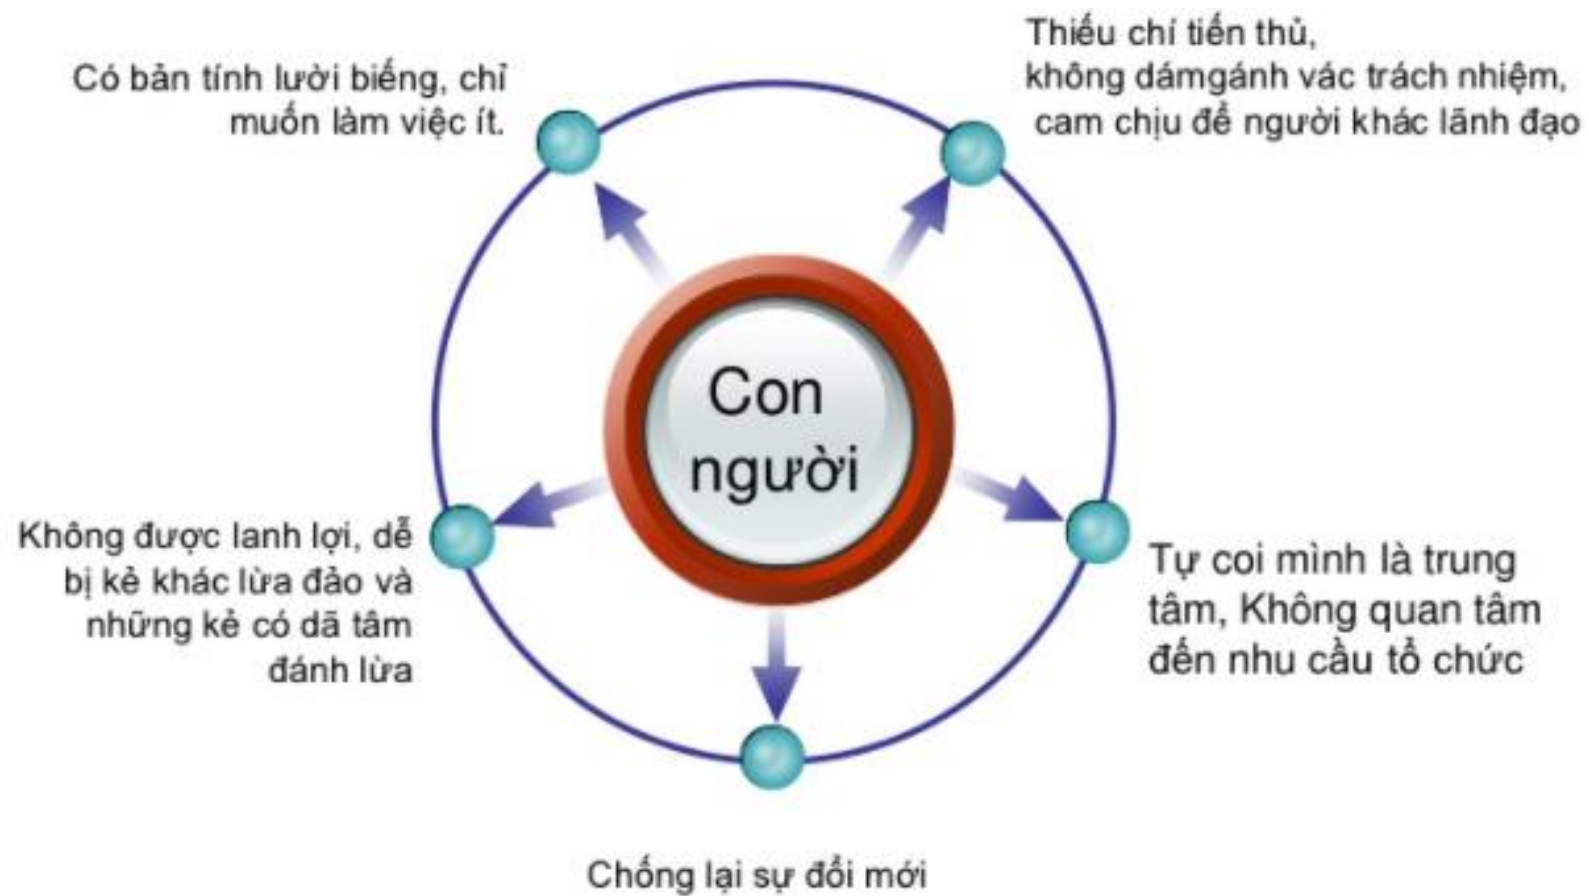 Có bản tính lười biếng, chỉ
muốn làm việc ít.
Thiếu chí tiến thủ,
không dámgánh vác trách nhiệm,
cam chịu để người khác lãnh đạo
Con
người
Không được lanh lợi, dễ
bị kẻ khác lừa đảo và
những kẻ có dã tâm
đánh lừa
Tự coi mình là trung
tâm, Không quan tâm
đến nhu cầu tổ chức
Chống lại sự đổi mới